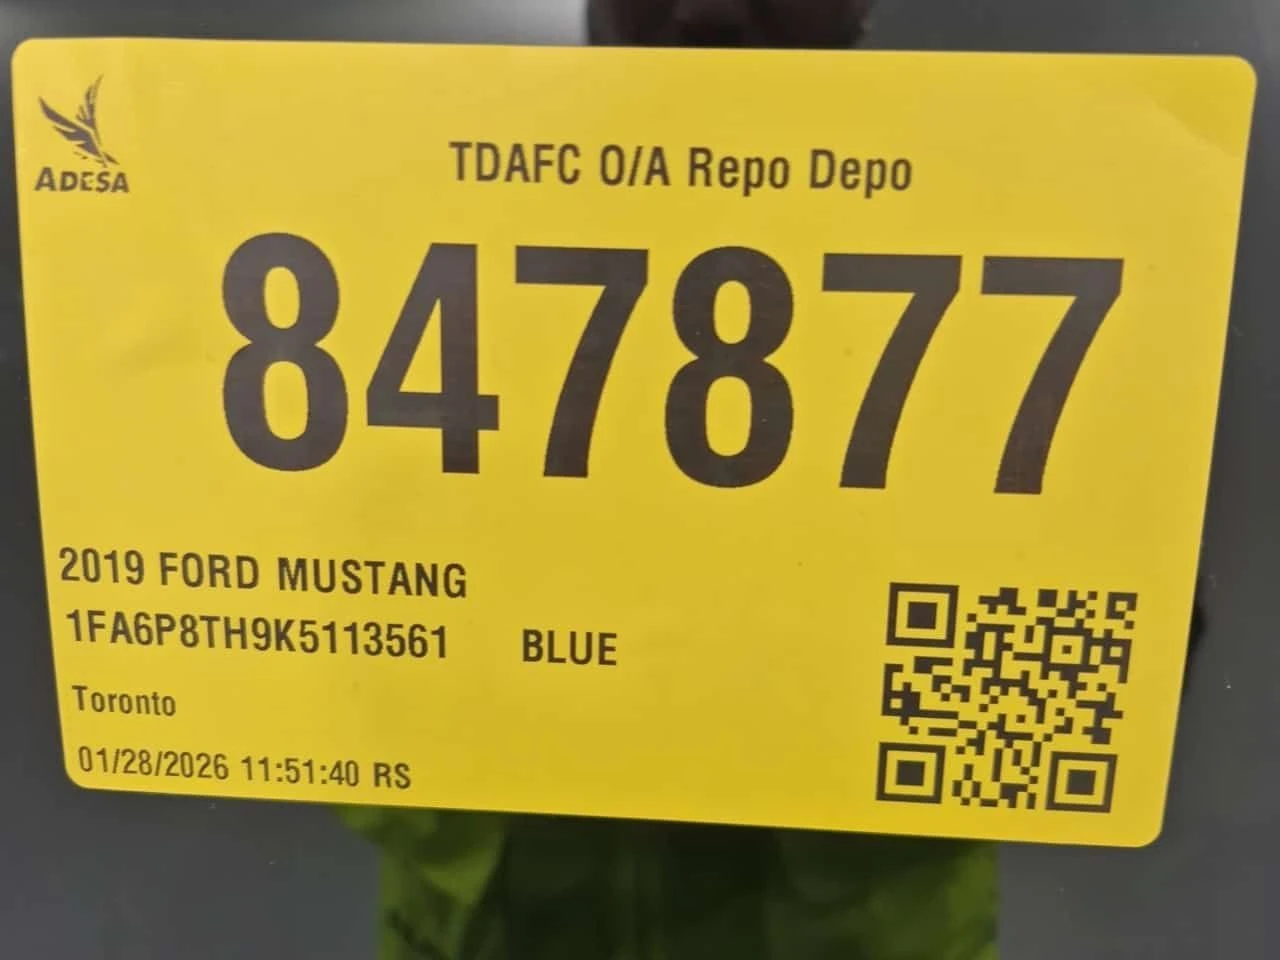 ADESA
TDAFC O/A Repo Depo
847877
2019 FORD MUSTANG
1FA6P8TH9K5113561 BLUE
Toronto
01/28/2026 11:51:40 RS